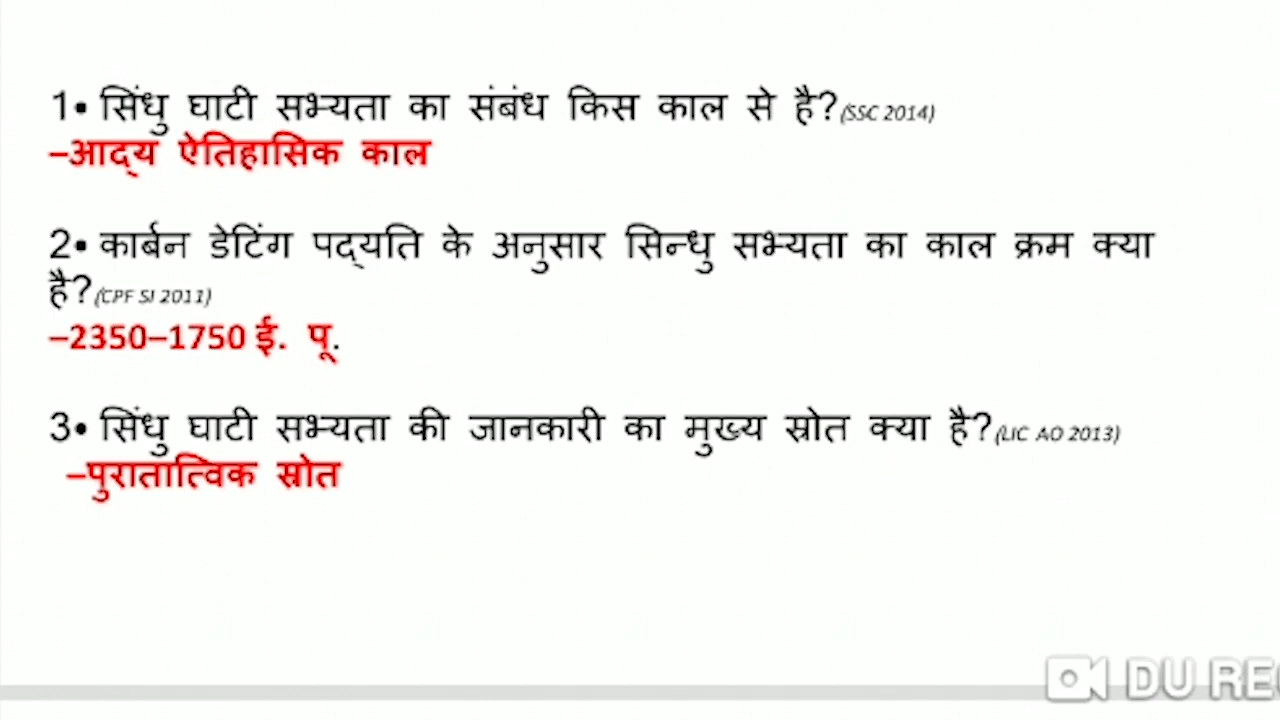 1• सिंधु घाटी सभ्यता का संबंध किस काल से है?(SSC 2014)
–आद्य ऐतिहासिक काल
2• कार्बन डेटिंग पद्यति के अनुसार सिन्धु सभ्यता का काल क्रम क्या
है?(CPF SI 2011)
–2350–1750 ई. पू.
3• सिंधु घाटी सभ्यता की जानकारी का मुख्य स्रोत क्या है?(LIC AO 2013)
–पुरातात्विक स्रोत
DU REC